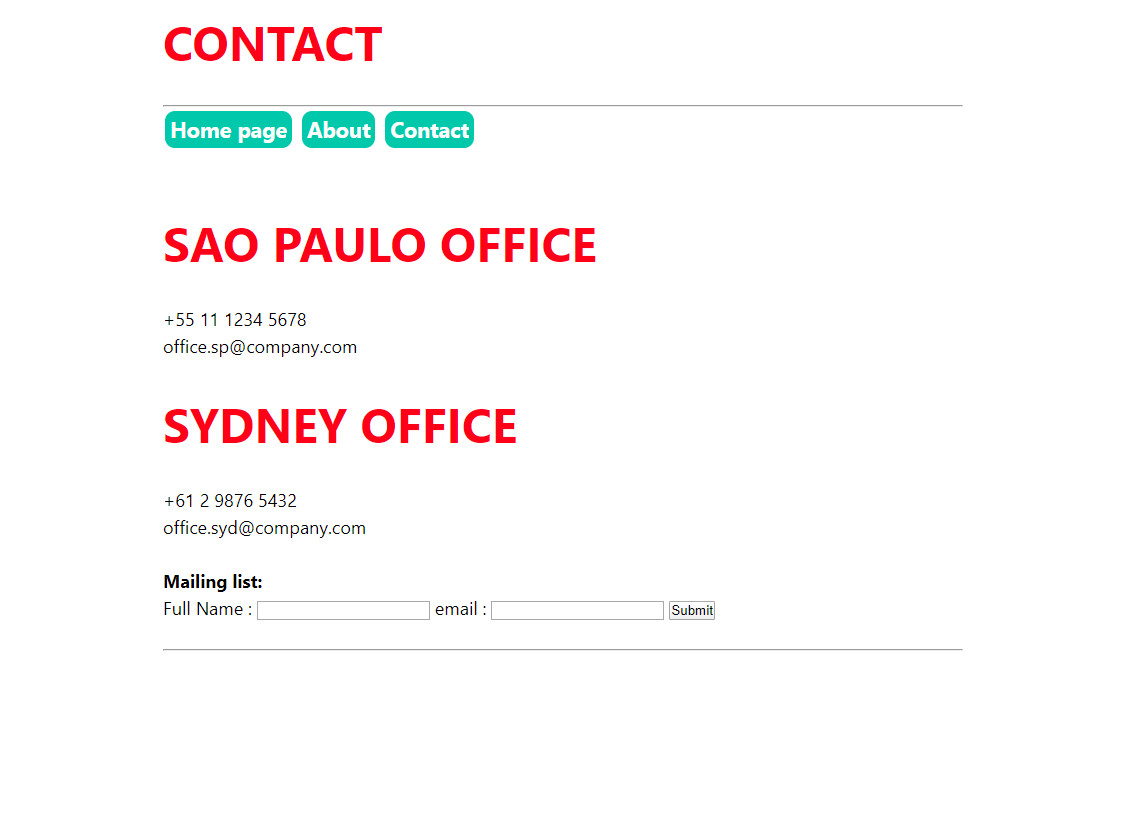 CONTACT
Home page About Contact
SAO PAULO OFFICE
+55 11 1234 5678
office.sp@company.com
SYDNEY OFFICE
+61 2 9876 5432
office.syd@company.com
Mailing list:
Full Name : email : Submit